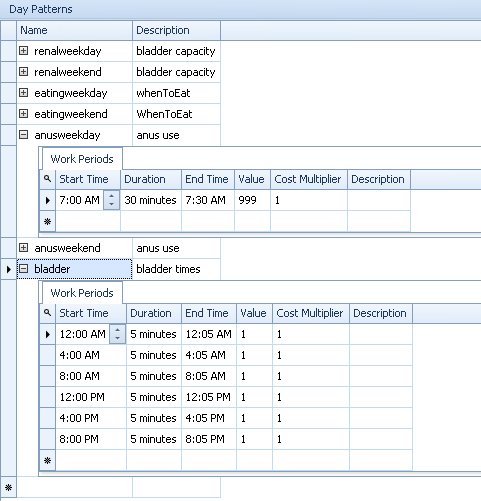 Day Patterns
Name Description
renalweekday bladder capacity
renalweekend bladder capacity
eatingweekday whenToEat
eatingweekend WhenToEat
anusweekday anus use
Work Periods
Start Time Duration End Time Value Cost Multiplier Description
7:00 AM 30 minutes 7:30 AM 999 1
anusweekend anus use
bladder bladder times
Work Periods
Start Time Duration End Time Value Cost Multiplier Description
12:00 AM 5 minutes 12:05 AM 1 1
4:00 AM 5 minutes 4:05 AM 1 1
8:00 AM 5 minutes 8:05 AM 1 1
12:00 PM 5 minutes 12:05 PM 1 1
4:00 PM 5 minutes 4:05 PM 1 1
8:00 PM 5 minutes 8:05 PM 1 1